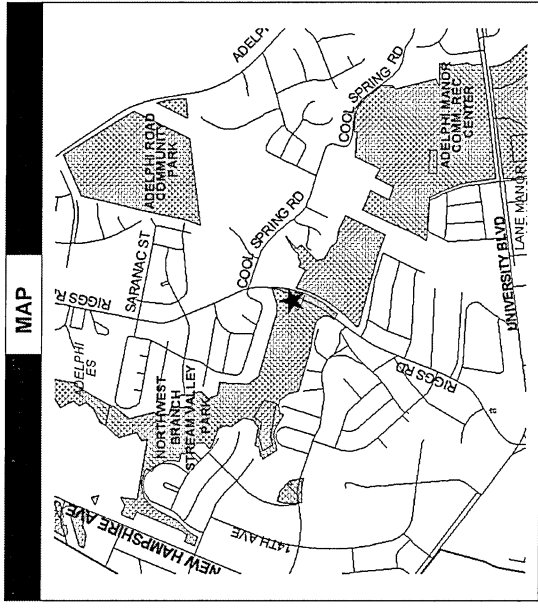 MAP
ADELPHI
RIGGS RD
ADELPHI ROAD
COMMUNITY
PARK
SARANAC ST
COOL SPRING RD
COOL SPRING RD
ES
NORTHWEST
BRANCH
STREAM VALLEY
PARK
NEW HAMPSHIRE AVE
14TH AVE
RIGGS RD
ADELPHI MANOR
COMM. REC.
CENTER
UNIVERSITY BLVD
LANE MANOR